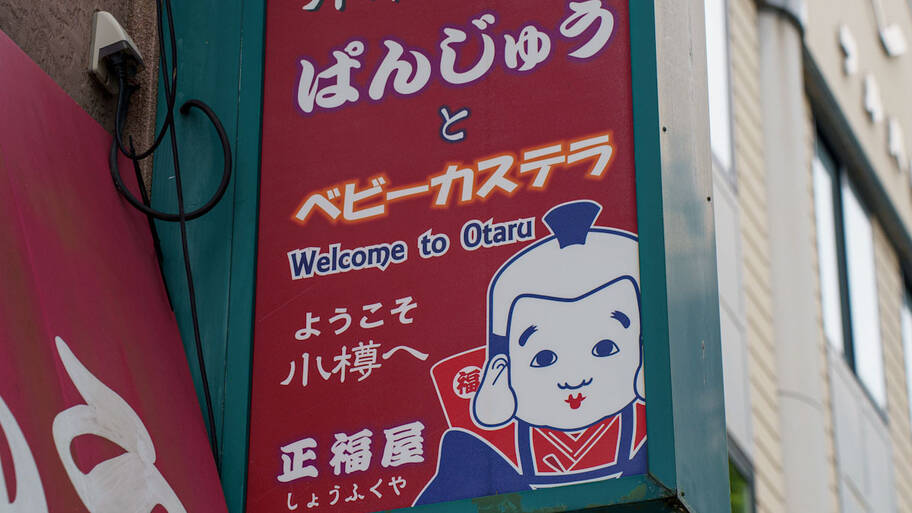 ぱんじゅう
と
ベビーカステラ
Welcome to Otaru
ようこそ
小樽へ
福
正福屋
しょうふくや